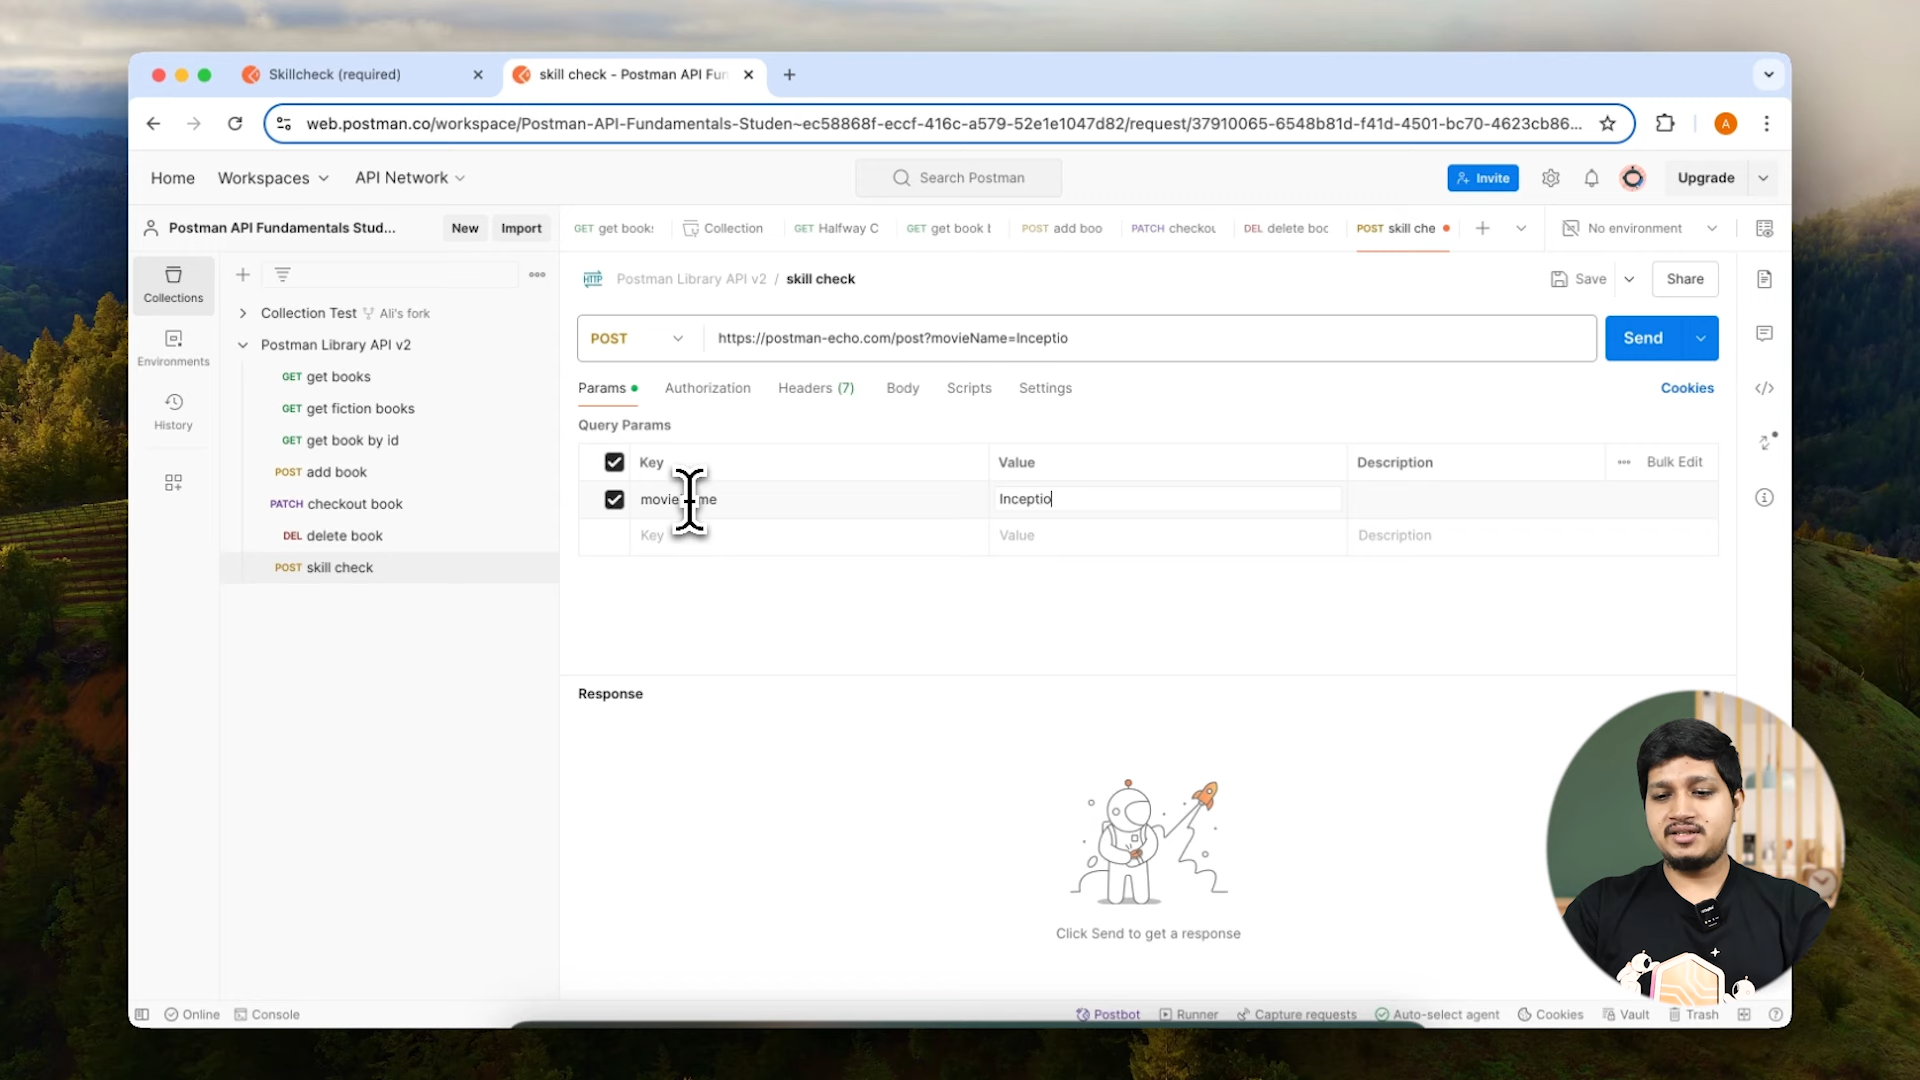 Skillcheck (required)
skill check - Postman API Fun
web.postman.co/workspace/Postman-API-Fundamentals-Studen~ec58868f-eccf-416c-a579-52e1e1047d82/request/37910065-6548b81d-f41d-4501-bc70-4623cb86...
A
Home Workspaces API Network
Search Postman
Invite
Upgrade
Postman API Fundamentals Stud...
New Import
GET get books
Collection
GET Halfway C
GET get book b
POST add boo
PATCH checkou
DEL delete boo
POST skill che
No environment
Collections
Environments
History
Collection Test Ali's fork
Postman Library API v2
GET get books
GET get fiction books
GET get book by id
POST add book
PATCH checkout book
DEL delete book
POST skill check
HTTP Postman Library API v2 / skill check
Save Share
POST https://postman-echo.com/post?movieName=Inceptio
Send
Params Authorization Headers (7) Body Scripts Settings
Cookies
Query Params
Key Value Description ••• Bulk Edit
Inceptio
Key Value Description
Response
Click Send to get a response
Online Console
Postbot Runner Capture requests Auto-select agent Cookies Vault Trash